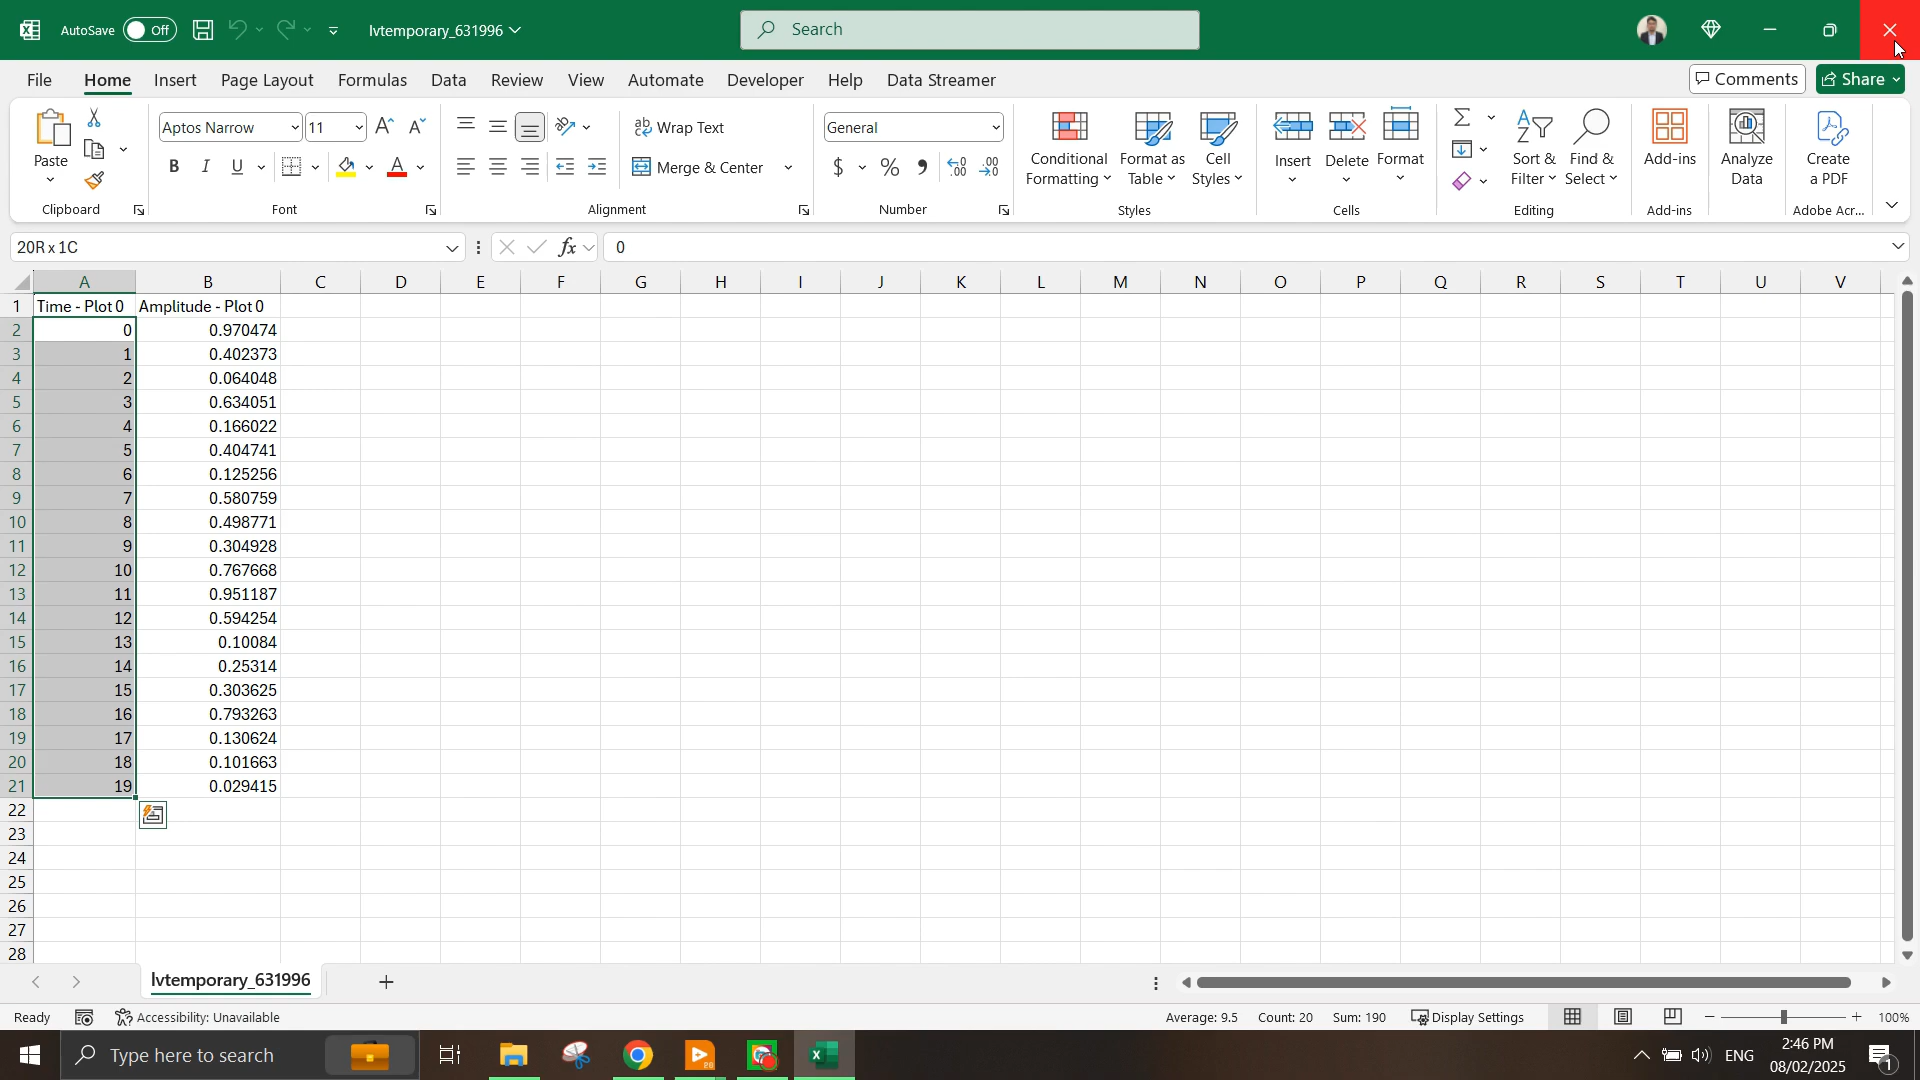 AutoSave Off lvtemporary_631996 Search
File Home Insert Page Layout Formulas Data Review View Automate Developer Help Data Streamer Comments Share
Aptos Narrow 11 Wrap Text General
Paste B I U Merge & Center $ % Conditional Formatting Format as Table Cell Styles Insert Delete Format Sort & Filter Find & Select Add-ins Analyze Data Create a PDF
Clipboard Font Alignment Number Styles Cells Editing Add-ins Adobe Acr...
20R x 1C fx 0
A B C D E F G H I J K L M N O P Q R S T U V
1 Time - Plot 0 Amplitude - Plot 0
2 0 0.970474
3 1 0.402373
4 2 0.064048
5 3 0.634051
6 4 0.166022
7 5 0.404741
8 6 0.125256
9 7 0.580759
10 8 0.498771
11 9 0.304928
12 10 0.767668
13 11 0.951187
14 12 0.594254
15 13 0.10084
16 14 0.25314
17 15 0.303625
18 16 0.793263
19 17 0.130624
20 18 0.101663
21 19 0.029415
22
23
24
25
26
27
28
lvtemporary_631996
Ready Accessibility: Unavailable Average: 9.5 Count: 20 Sum: 190 Display Settings 100%
Type here to search ENG 2:46 PM
08/02/2025 1